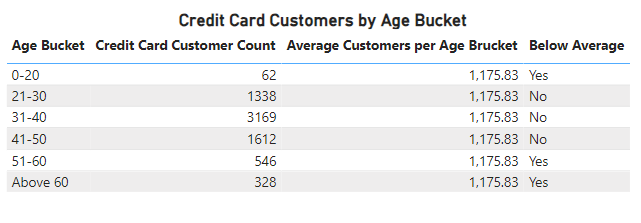 Credit Card Customers by Age Bucket
Age Bucket Credit Card Customer Count Average Customers per Age Brucket Below Average
0-20 62 1,175.83 Yes
21-30 1338 1,175.83 No
31-40 3169 1,175.83 No
41-50 1612 1,175.83 No
51-60 546 1,175.83 Yes
Above 60 328 1,175.83 Yes